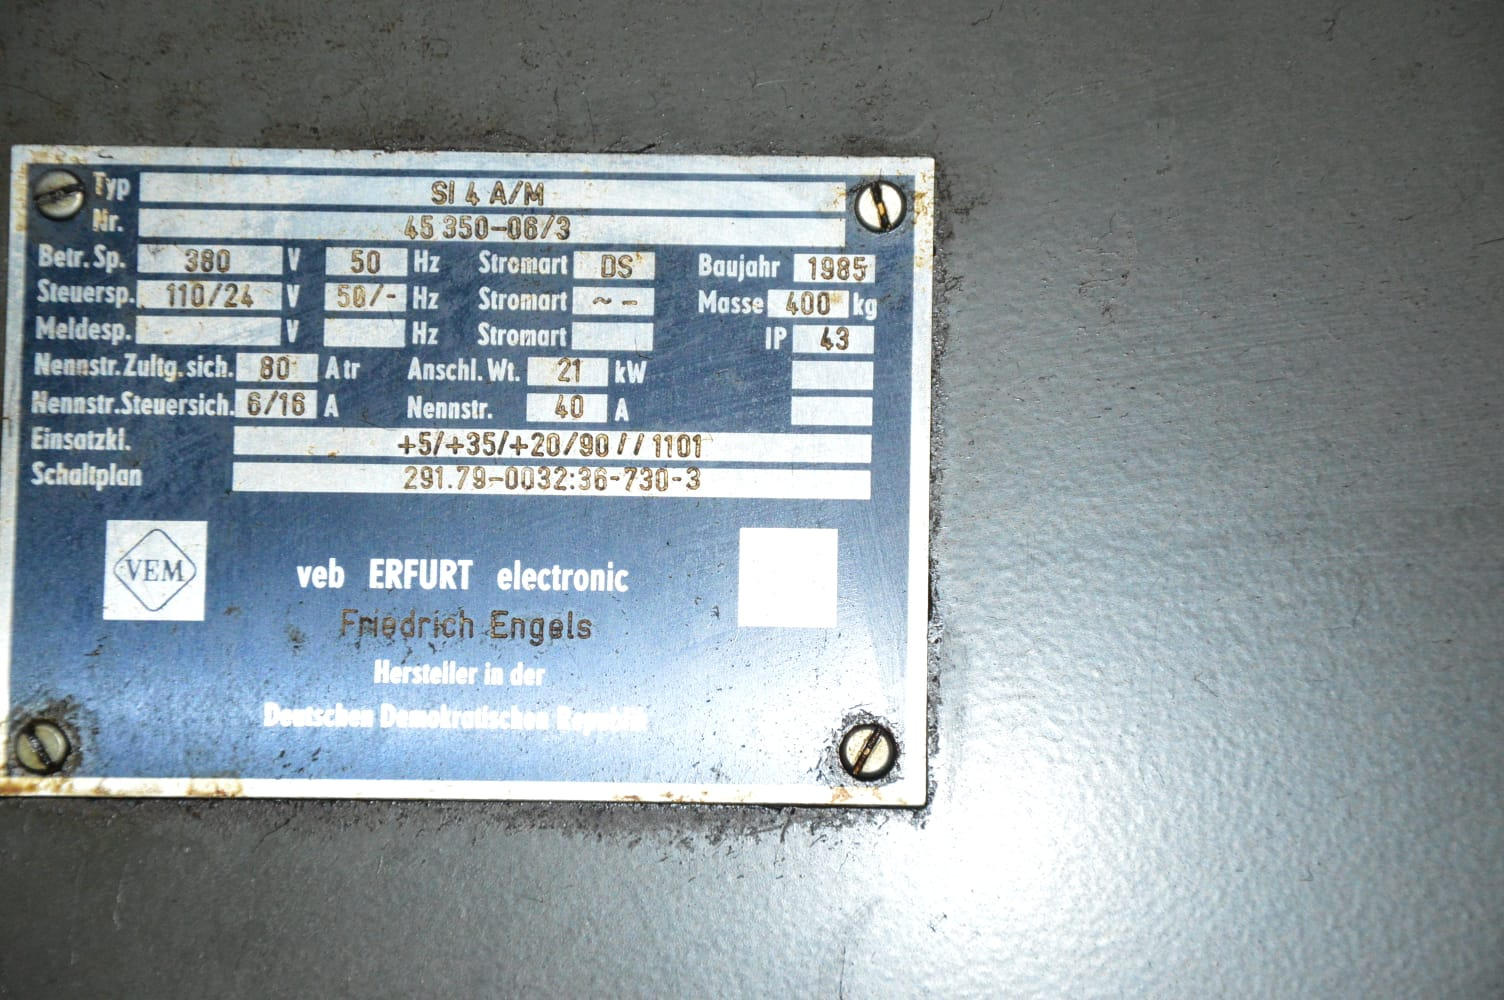 Typ SI 4 A/M
Nr. 45 350-06/3
Betr. Sp. 380 V 50 Hz Stromart DS Baujahr 1985
Steuersp. 110/24 V 50/- Hz Stromart ~ - Masse 400 kg
Meldesp. V Hz Stromart IP 43
Nennstr. Zultg. sich. 80 A tr Anschl. Wt. 21 kW
Nennstr. Steuersich. 6/16 A Nennstr. 40 A
Einsatzkl. +5/+35/+20/90//1101
Schaltplan 291.79-0032:36-730-3
VEM
veb ERFURT electronic
Friedrich Engels
Hersteller in der
Deutschen Demokratischen Republik